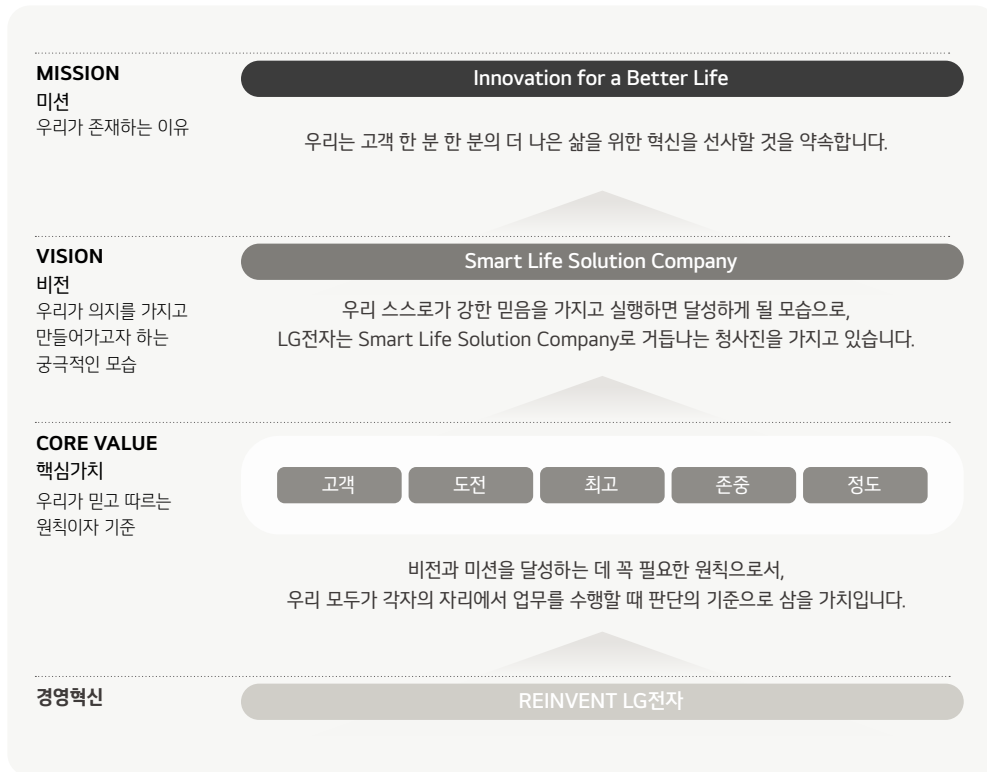 MISSION
미션
우리가 존재하는 이유
Innovation for a Better Life
우리는 고객 한 분 한 분의 더 나은 삶을 위한 혁신을 선사할 것을 약속합니다.
VISION
비전
우리가 의지를 가지고
만들어가고자 하는
궁극적인 모습
Smart Life Solution Company
우리 스스로가 강한 믿음을 가지고 실행하면 달성하게 될 모습으로,
LG전자는 Smart Life Solution Company로 거듭나는 청사진을 가지고 있습니다.
CORE VALUE
핵심가치
우리가 믿고 따르는
원칙이자 기준
고객 도전 최고 존중 정도
비전과 미션을 달성하는 데 꼭 필요한 원칙으로서,
우리 모두가 각자의 자리에서 업무를 수행할 때 판단의 기준으로 삼을 가치입니다.
경영혁신
REINVENT LG전자